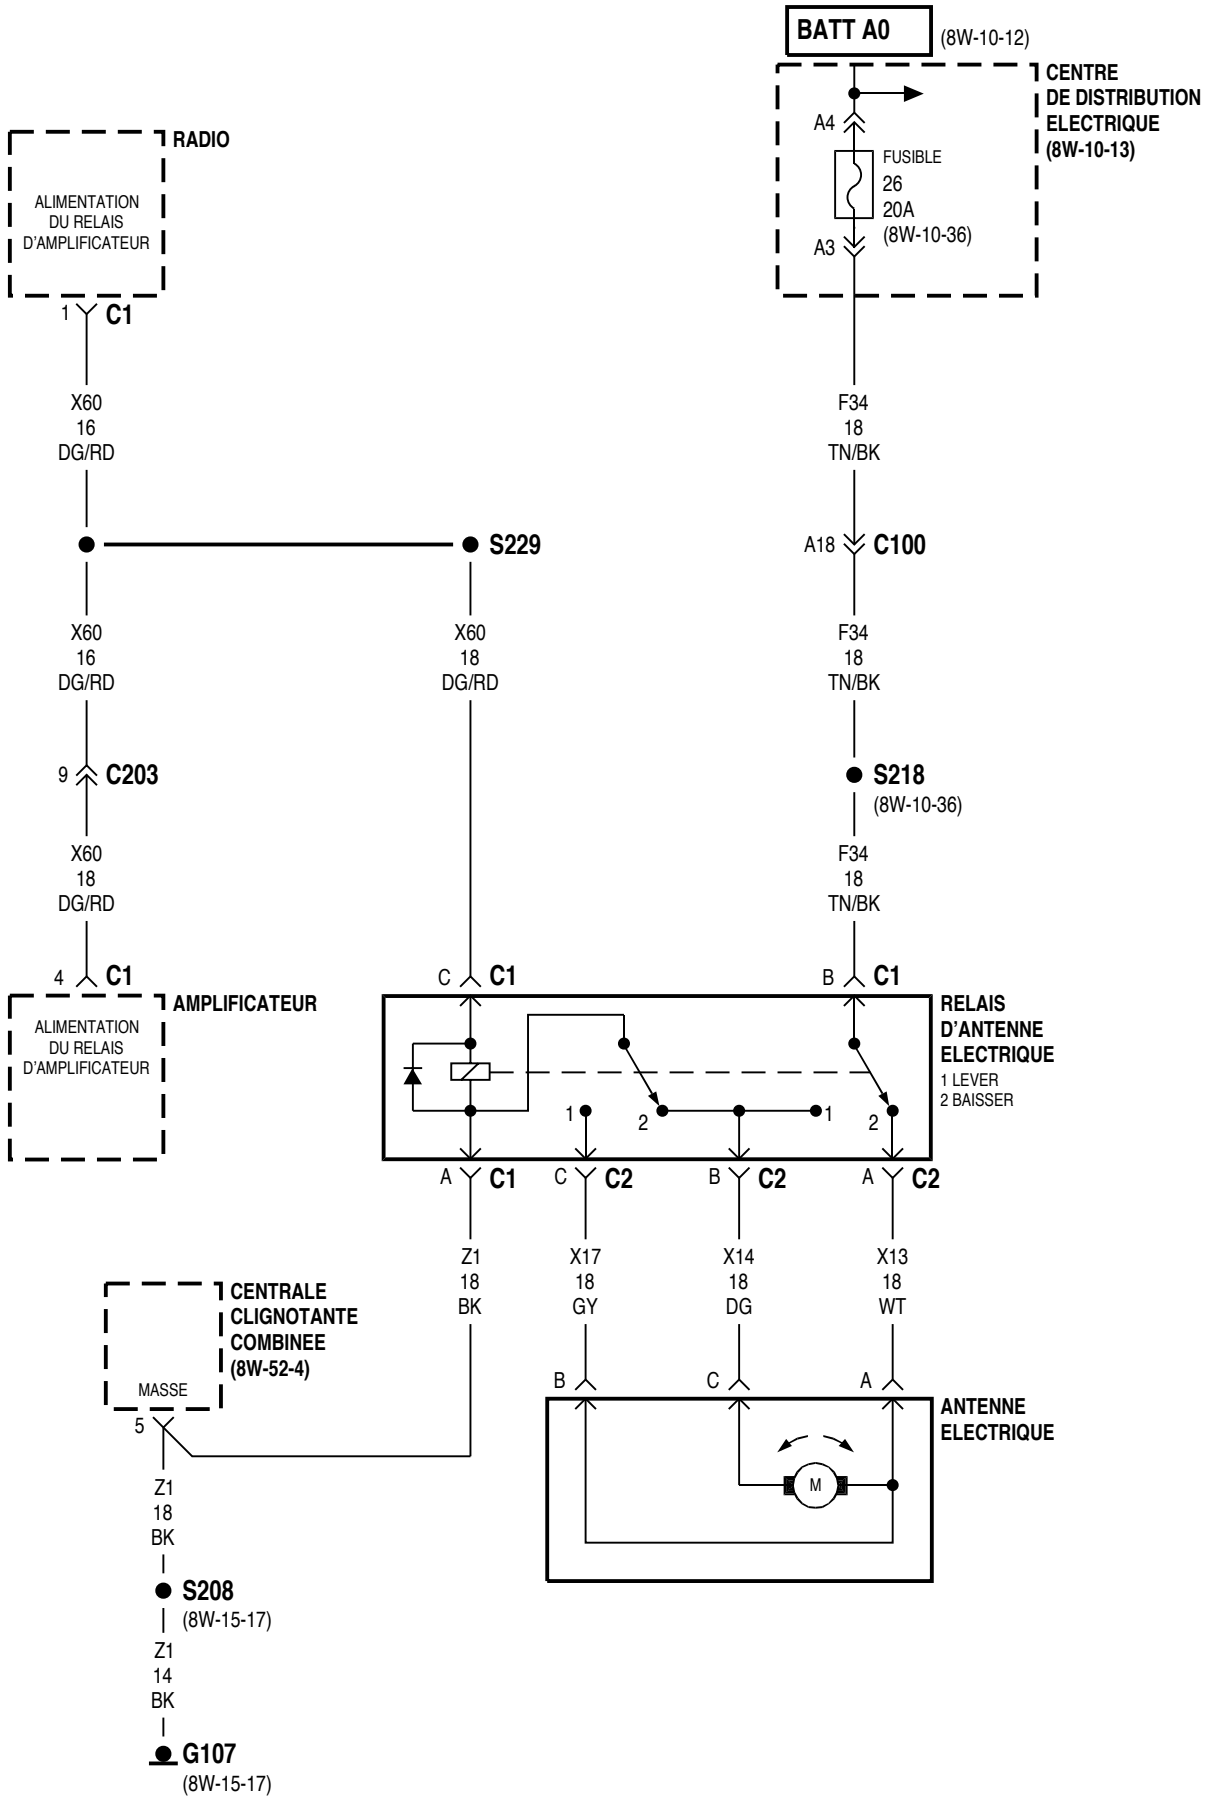 BATT A0
(8W-10-12)
CENTRE
DE DISTRIBUTION
ELECTRIQUE
(8W-10-13)
A4
FUSIBLE
26
20A
(8W-10-36)
A3
RADIO
ALIMENTATION
DU RELAIS
D'AMPLIFICATEUR
1 C1
X60
16
DG/RD
F34
18
TN/BK
S229
A18 C100
X60
16
DG/RD
X60
18
DG/RD
F34
18
TN/BK
9 C203
S218
(8W-10-36)
X60
18
DG/RD
F34
18
TN/BK
4 C1
C C1
B C1
AMPLIFICATEUR
ALIMENTATION
DU RELAIS
D'AMPLIFICATEUR
RELAIS
D'ANTENNE
ELECTRIQUE
1 LEVER
2 BAISSER
1 2 1 2
A C1
C C2
B C2
A C2
Z1
18
BK
X17
18
GY
X14
18
DG
X13
18
WT
CENTRALE
CLIGNOTANTE
COMBINEE
(8W-52-4)
MASSE
5
B C A
ANTENNE
ELECTRIQUE
M
Z1
18
BK
S208
(8W-15-17)
Z1
14
BK
G107
(8W-15-17)